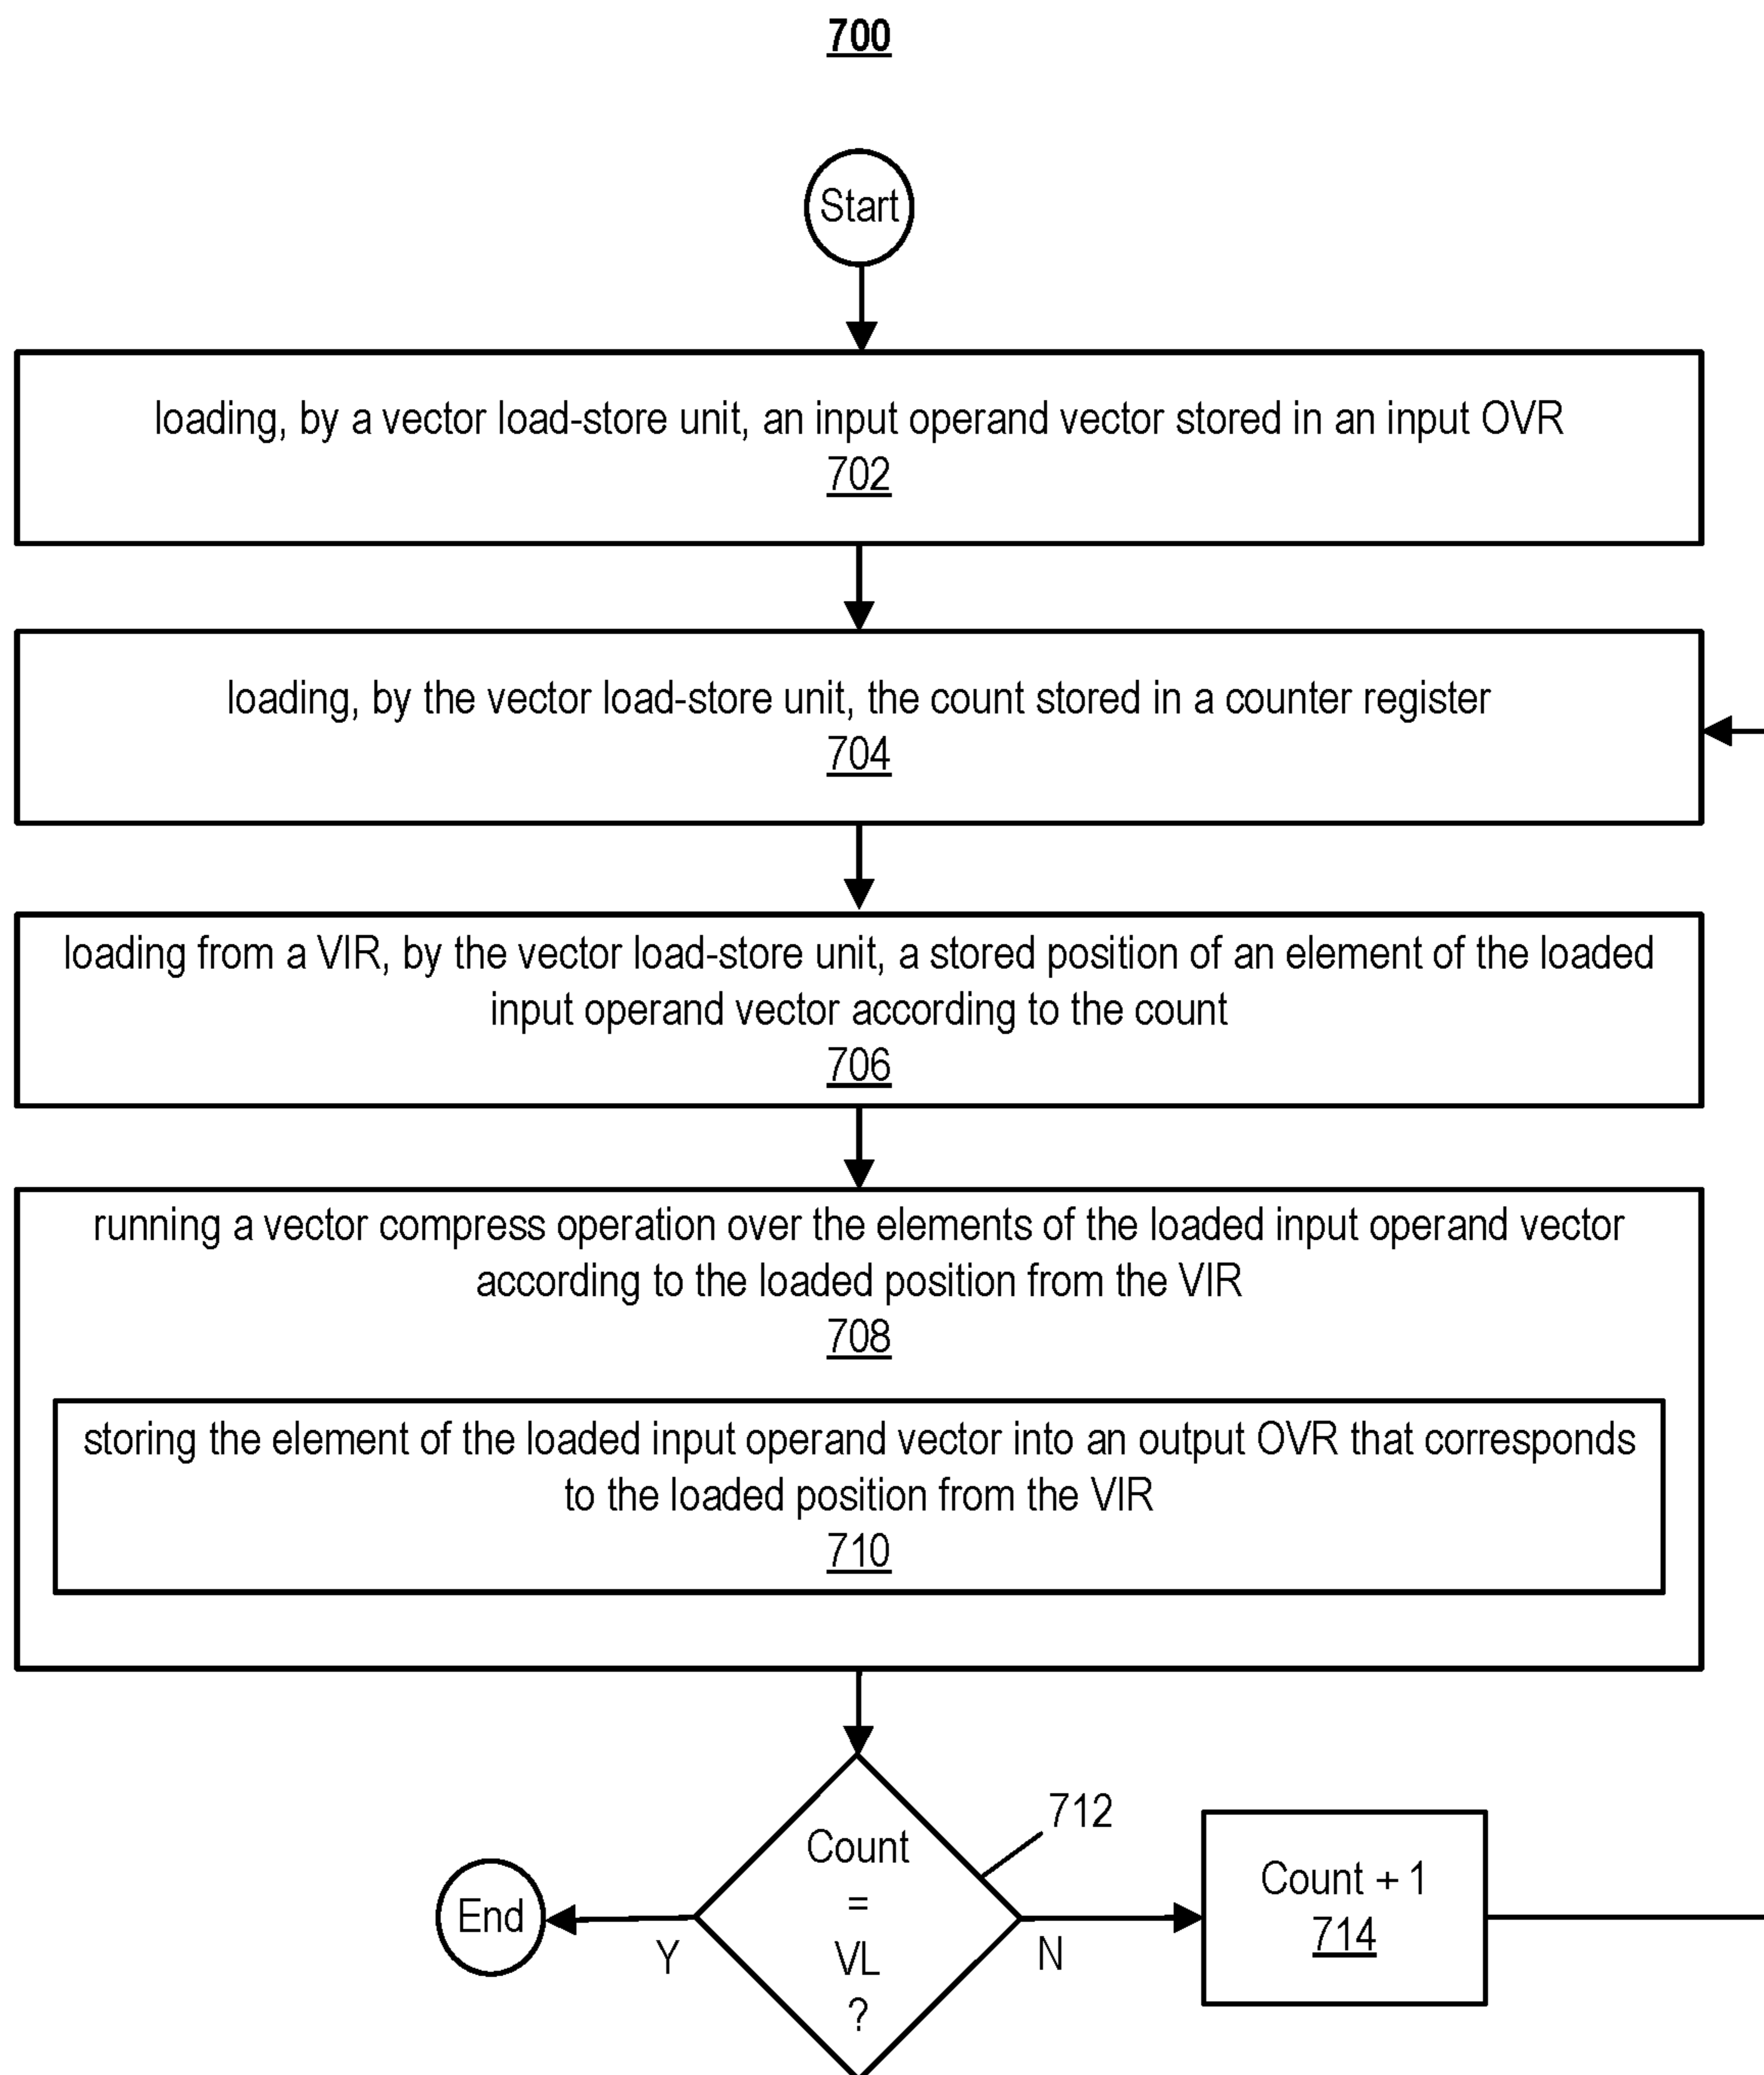 700
Start
loading, by a vector load-store unit, an input operand vector stored in an input OVR
702
loading, by the vector load-store unit, the count stored in a counter register
704
loading from a VIR, by the vector load-store unit, a stored position of an element of the loaded
input operand vector according to the count
706
running a vector compress operation over the elements of the loaded input operand vector
according to the loaded position from the VIR
708
storing the element of the loaded input operand vector into an output OVR that corresponds
to the loaded position from the VIR
710
712
Count
=
VL
?
End
Y
N
Count + 1
714